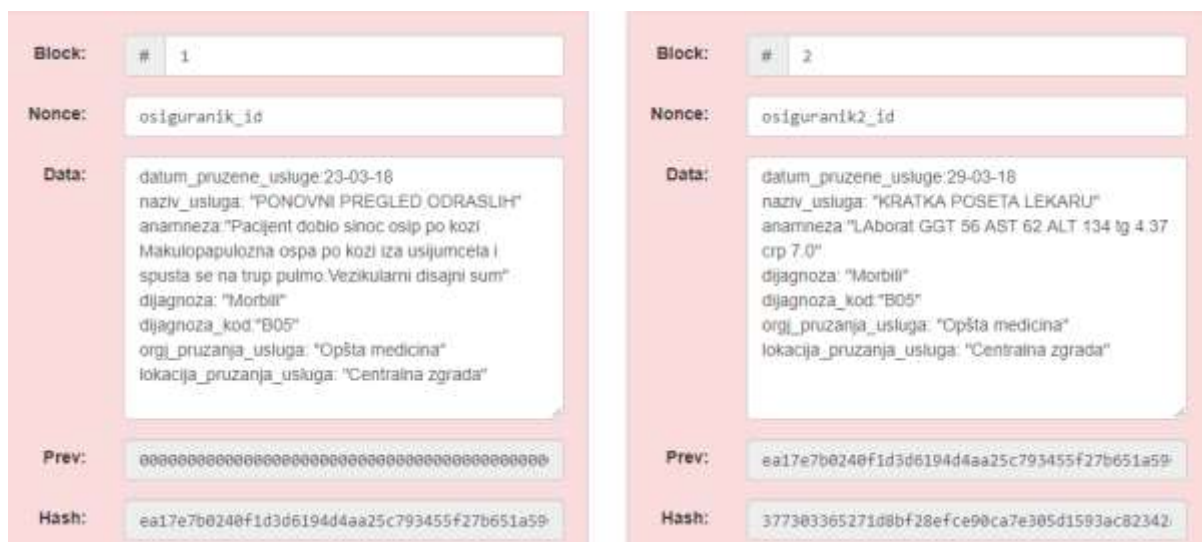 Block:
# 1
Nonce:
osiguranik_id
Data:
datum_pruzene_usluge:23-03-18
naziv_usluga: "PONOVNI PREGLED ODRASLIH"
anamneza:"Pacijent dobio sinoc osip po kozi
Makulopapulozna ospa po kozi iza usijumcela i
spusta se na trup pulmo:Vezikularni disajni sum"
dijagnoza: "Morbili"
dijagnoza_kod:"B05"
orgj_pruzanja_usluga: "Opšta medicina"
lokacija_pruzanja_usluga: "Centralna zgrada"
Prev:
Hash:
ea17e7b0240f1d3d6194d4aa25c793455f27b651a59
Block:
# 2
Nonce:
osiguranik2_id
Data:
datum_pruzene_usluge:29-03-18
naziv_usluga: "KRATKA POSETA LEKARU"
anamneza "LAborat GGT 56 AST 62 ALT 134 tg 4.37
crp 7.0"
dijagnoza: "Morbili"
dijagnoza_kod:"B05"
orgj_pruzanja_usluga: "Opšta medicina"
lokacija_pruzanja_usluga: "Centralna zgrada"
Prev:
ea17e7b0240f1d3d6194d4aa25c793455f27b651a59
Hash:
377303365271d8bf28efce90ca7e305d1593ac82342